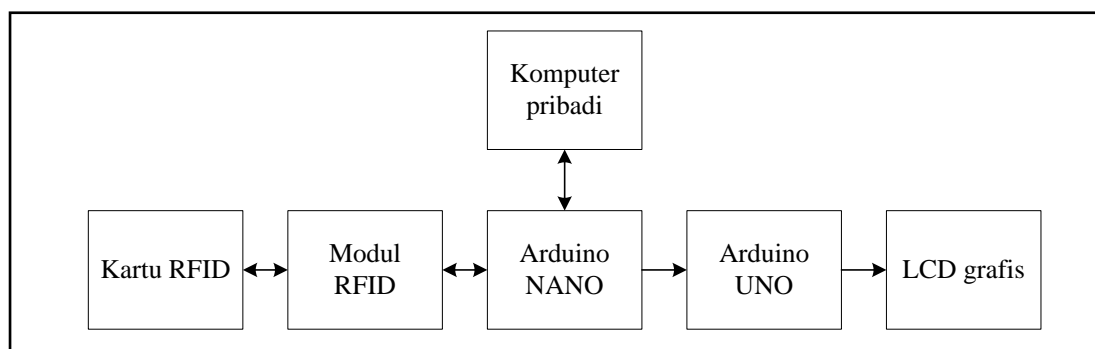 Komputer
pribadi
Kartu RFID
Modul
RFID
Arduino
NANO
Arduino
UNO
LCD grafis